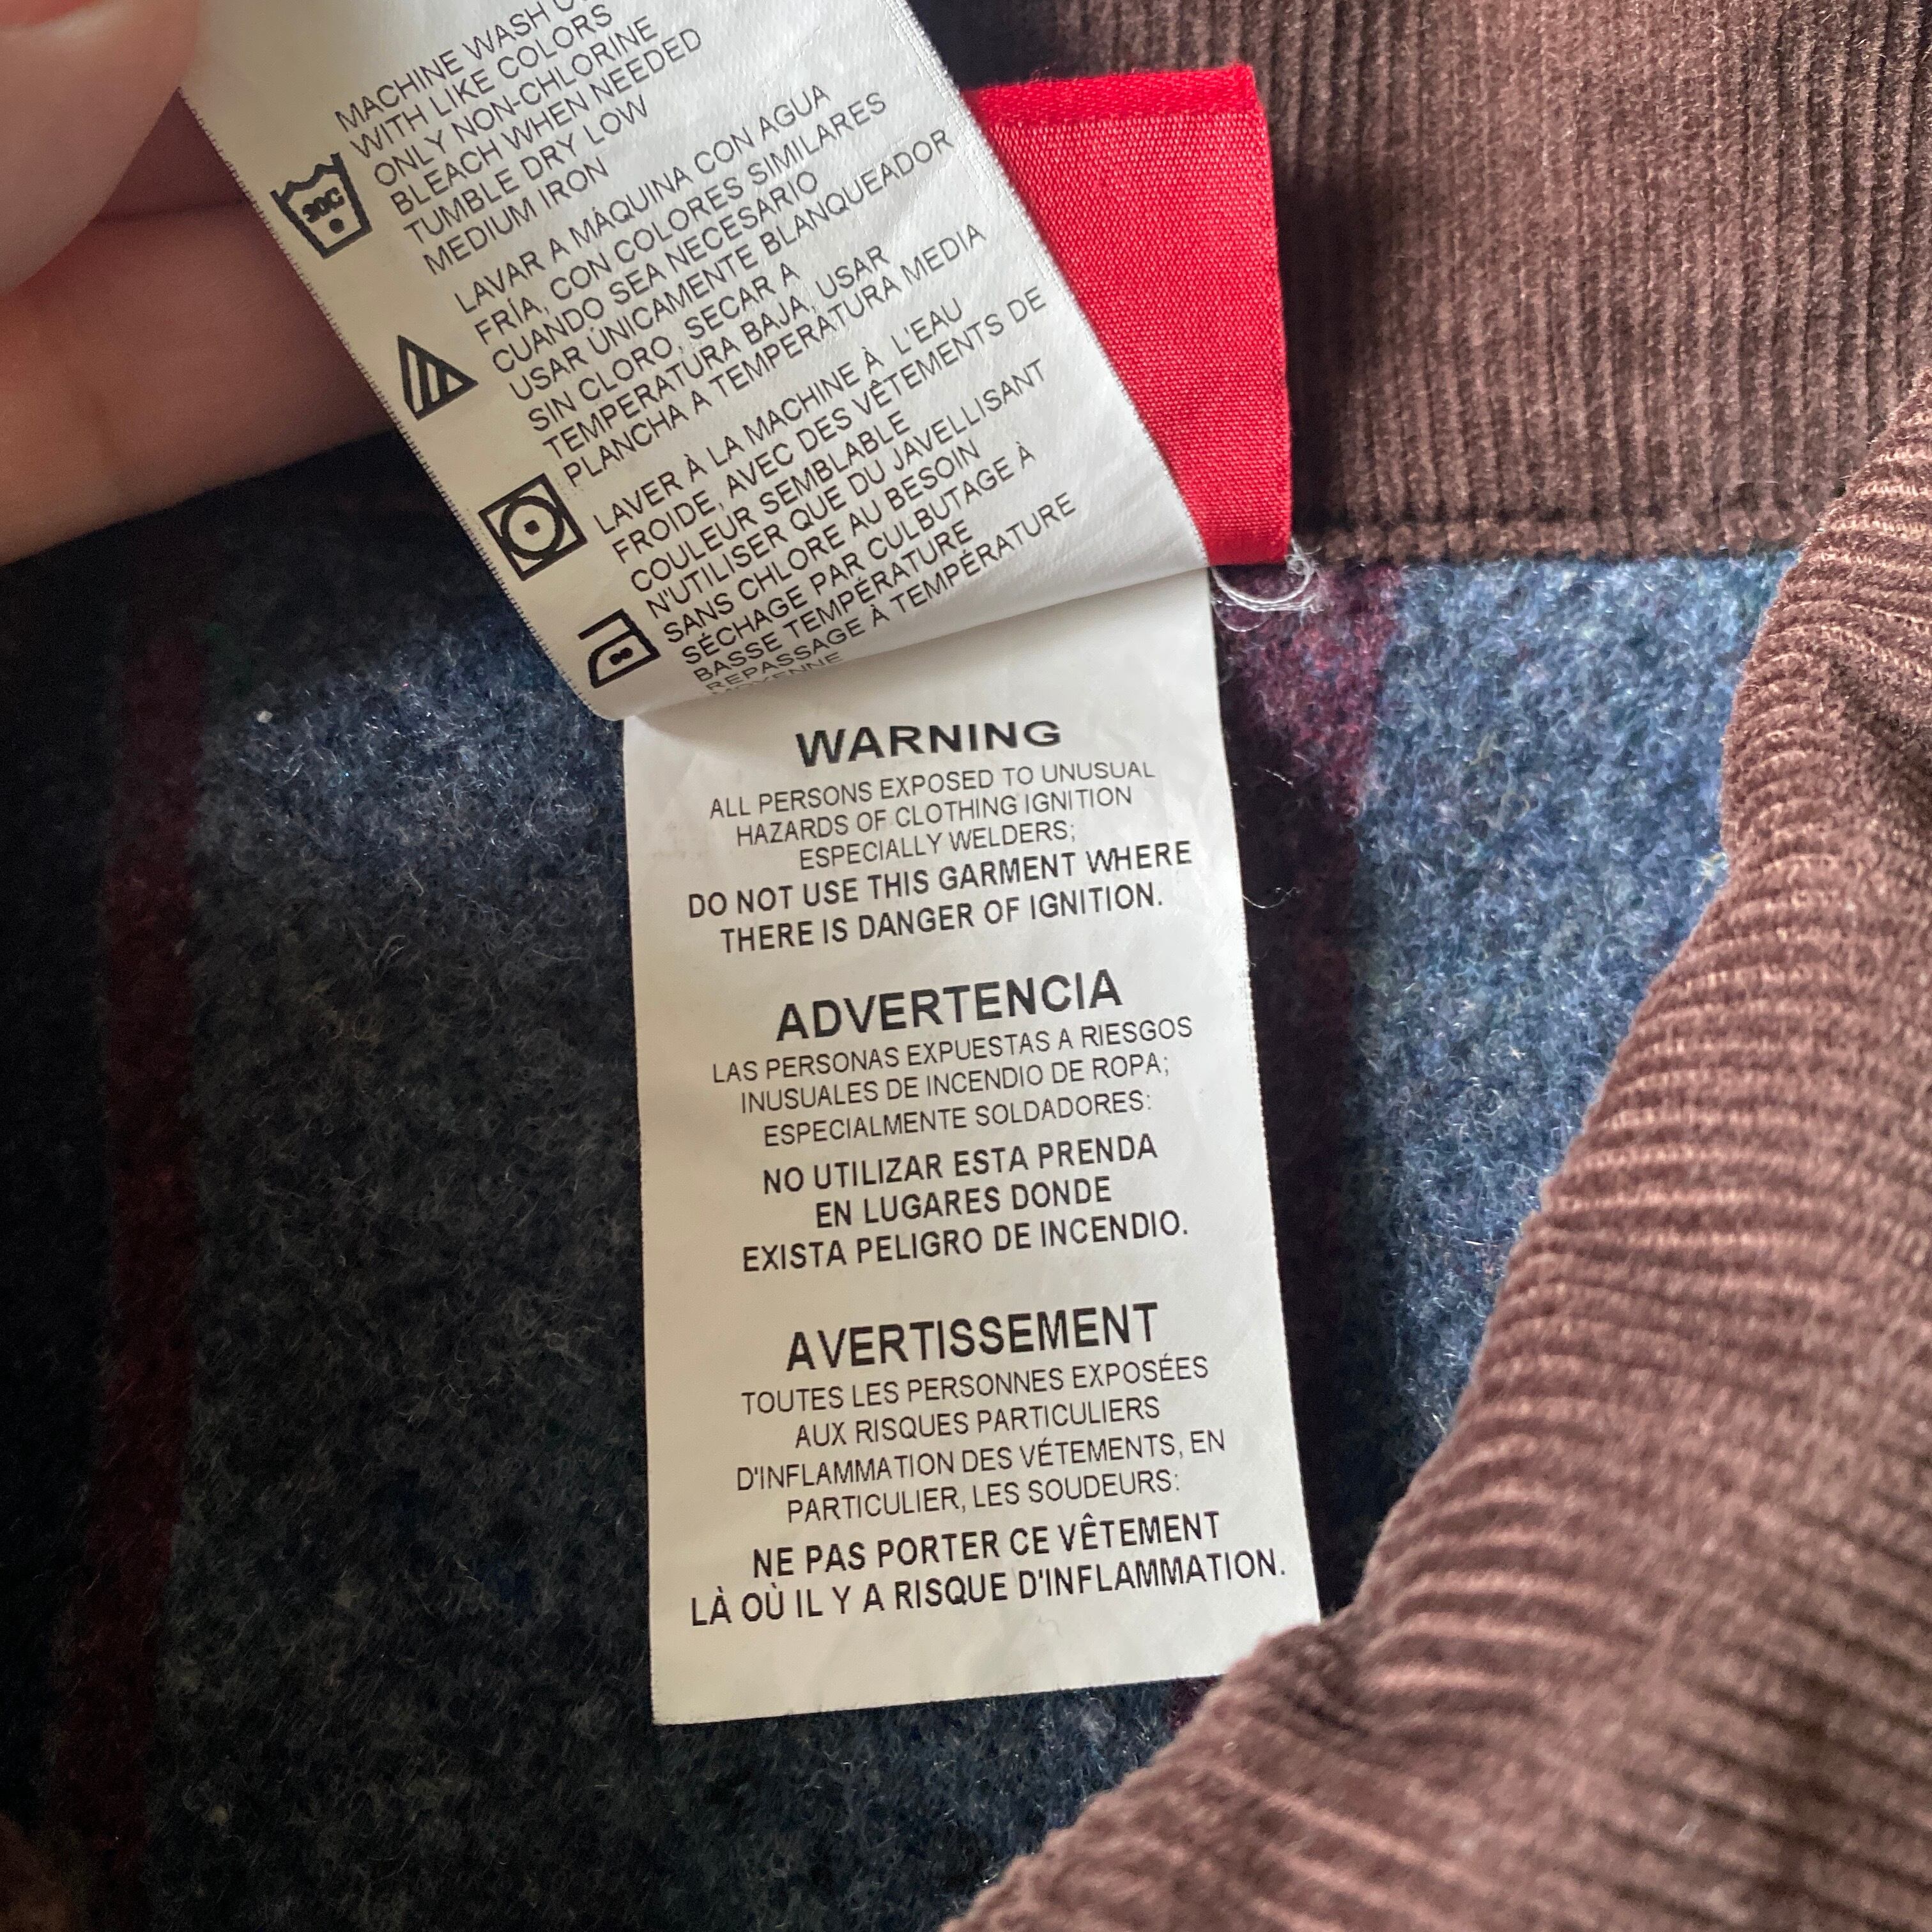 MACHINE WASH
WITH LIKE COLORS
ONLY NON-CHLORINE
BLEACH WHEN NEEDED
TUMBLE DRY LOW
MEDIUM IRON
30C
LAVAR A MÁQUINA CON AGUA
FRÍA, CON COLORES SIMILARES
CUANDO SEA NECESARIO
USAR ÚNICAMENTE BLANQUEADOR
SIN CLORO, SECAR A
TEMPERATURA BAJA, USAR
PLANCHA A TEMPERATURA MEDIA
LAVER À LA MACHINE À L'EAU
FROIDE, AVEC DES VÊTEMENTS DE
COULEUR SEMBLABLE
N'UTILISER QUE DU JAVELLISANT
SANS CHLORE AU BESOIN
SÉCHAGE PAR CULBUTAGE À
BASSE TEMPÉRATURE
REPASSAGE À TEMPÉRATURE
MOYENNE
WARNING
ALL PERSONS EXPOSED TO UNUSUAL
HAZARDS OF CLOTHING IGNITION
ESPECIALLY WELDERS;
DO NOT USE THIS GARMENT WHERE
THERE IS DANGER OF IGNITION.
ADVERTENCIA
LAS PERSONAS EXPUESTAS A RIESGOS
INUSUALES DE INCENDIO DE ROPA;
ESPECIALMENTE SOLDADORES:
NO UTILIZAR ESTA PRENDA
EN LUGARES DONDE
EXISTA PELIGRO DE INCENDIO.
AVERTISSEMENT
TOUTES LES PERSONNES EXPOSÉES
AUX RISQUES PARTICULIERS
D'INFLAMMATION DES VÉTEMENTS, EN
PARTICULIER, LES SOUDEURS:
NE PAS PORTER CE VÊTEMENT
LÀ OÙ IL Y A RISQUE D'INFLAMMATION.